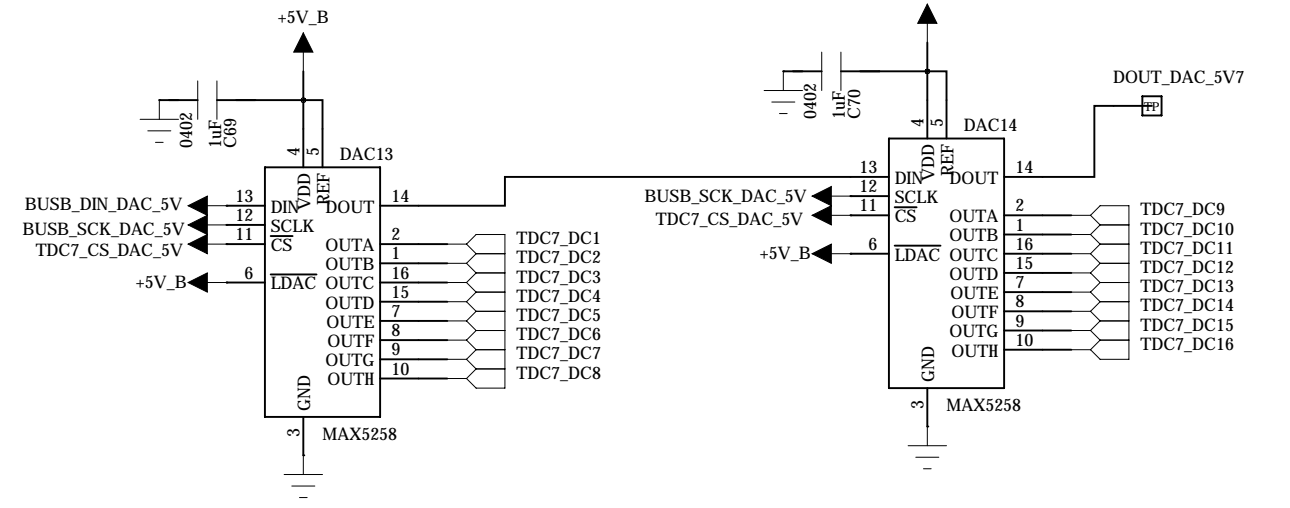 +5V_B
0402
1uF
C69
4
5
DAC13
VDD
REF
BUSB_DIN_DAC_5V
13
DIN
DOUT
14
BUSB_SCK_DAC_5V
12
SCLK
TDC7_CS_DAC_5V
11
CS
OUTA
2
TDC7_DC1
OUTB
1
TDC7_DC2
+5V_B
6
LDAC
OUTC
16
TDC7_DC3
OUTD
15
TDC7_DC4
OUTE
7
TDC7_DC5
OUTF
8
TDC7_DC6
OUTG
9
TDC7_DC7
OUTH
10
TDC7_DC8
GND
3
MAX5258
0402
1uF
C70
4
5
DAC14
VDD
REF
DOUT_DAC_5V7
TP
13
DIN
DOUT
14
BUSB_SCK_DAC_5V
12
SCLK
TDC7_CS_DAC_5V
11
CS
OUTA
2
TDC7_DC9
OUTB
1
TDC7_DC10
+5V_B
6
LDAC
OUTC
16
TDC7_DC11
OUTD
15
TDC7_DC12
OUTE
7
TDC7_DC13
OUTF
8
TDC7_DC14
OUTG
9
TDC7_DC15
OUTH
10
TDC7_DC16
GND
3
MAX5258